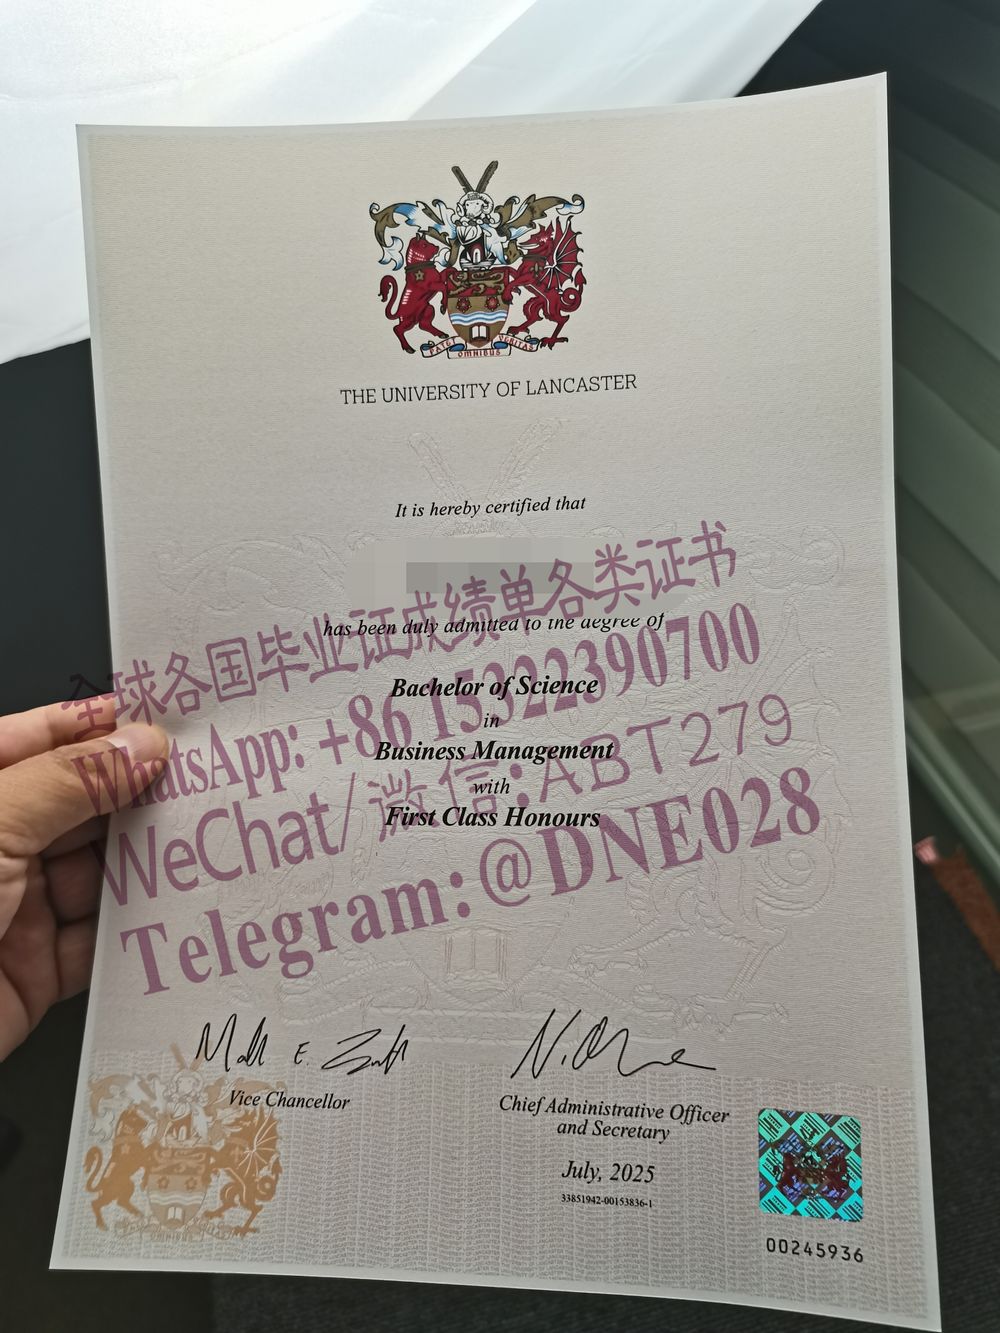 PATET OMNIBUS VERITAS
THE UNIVERSITY OF LANCASTER
It is hereby certified that
has been duly admitted to the degree of
Bachelor of Science
in
Business Management
with
First Class Honours
全球各国毕业证成绩单各类证书
WhatsApp: +86 15322390700
WeChat/微信:ABT279
Telegram:@DNE028
Vice Chancellor
Chief Administrative Officer
and Secretary
July, 2025
33851942-00153836-1
00245936